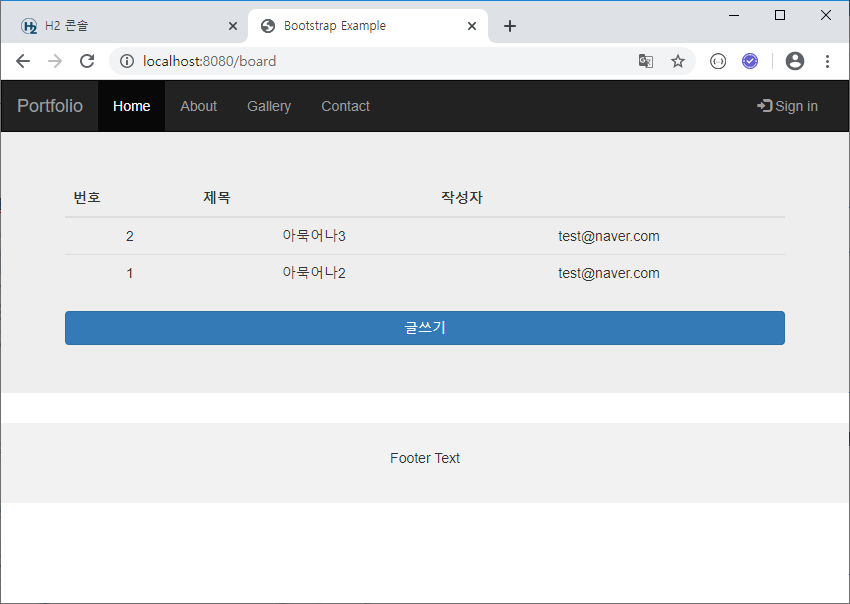 H2 콘솔
Bootstrap Example
localhost:8080/board
Portfolio Home About Gallery Contact Sign in
번호 제목 작성자
2 아묵어나3 test@naver.com
1 아묵어나2 test@naver.com
글쓰기
Footer Text